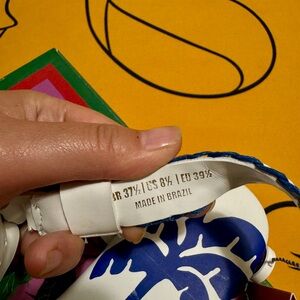 BR 37½ | US 8½ | EU 39½
MADE IN BRAZIL